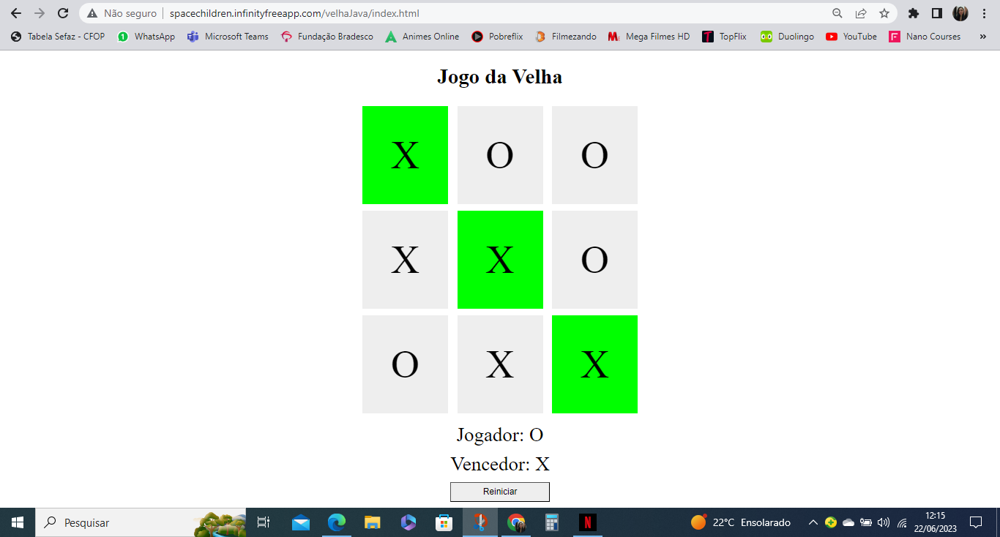 Não seguro spacechildren.infinityfreeapp.com/velhaJava/index.html
Tabela Sefaz - CFOP WhatsApp Microsoft Teams Fundação Bradesco Animes Online Pobreflix Filmezando Mega Filmes HD TopFlix Duolingo YouTube Nano Courses »
Jogo da Velha
X O O
X X O
O X X
Jogador: O
Vencedor: X
Reiniciar
Pesquisar
22°C Ensolarado
12:15
22/06/2023